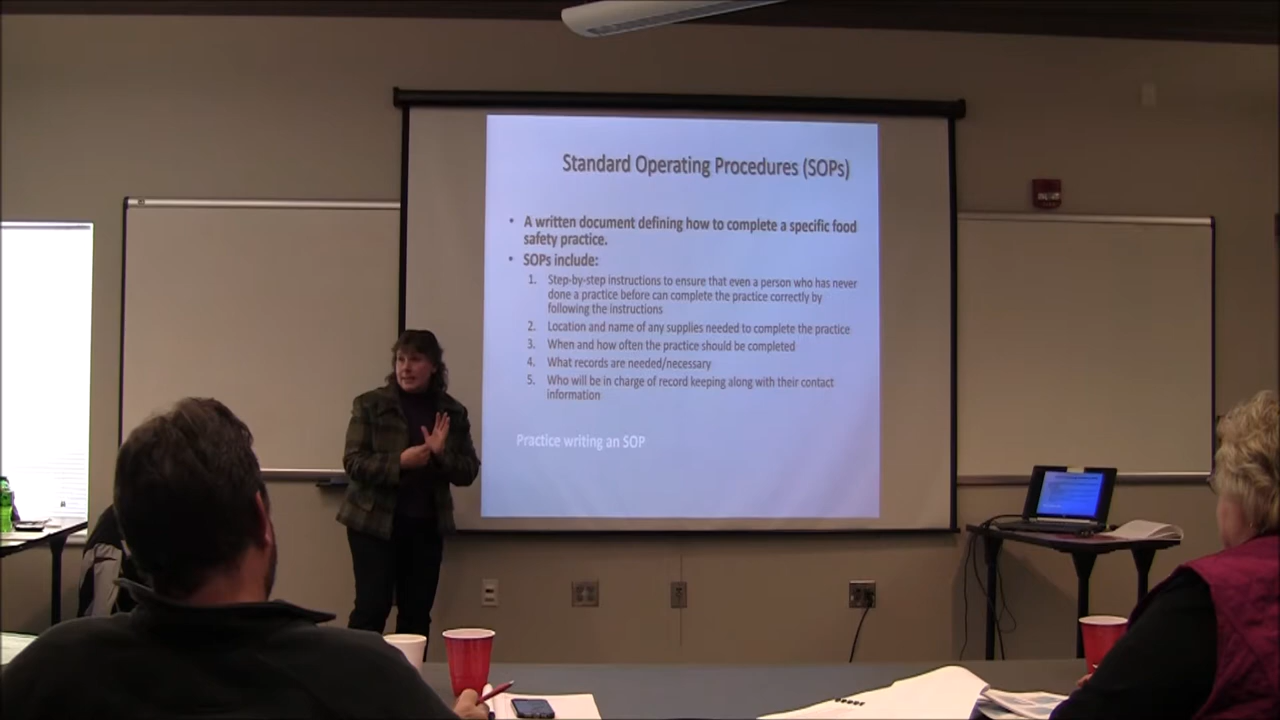 Standard Operating Procedures (SOPs)
• A written document defining how to complete a specific food
safety practice.
• SOPs include:
1. Step-by-step instructions to ensure that even a person who has never
done a practice before can complete the practice correctly by
following the instructions
2. Location and name of any supplies needed to complete the practice
3. When and how often the practice should be completed
4. What records are needed/necessary
5. Who will be in charge of record keeping along with their contact
information
Practice writing an SOP